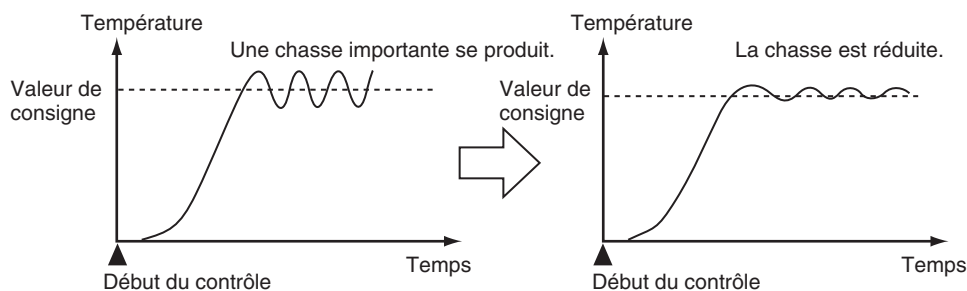 Température
Une chasse importante se produit.
Valeur de
consigne
Temps
Début du contrôle
Température
La chasse est réduite.
Valeur de
consigne
Temps
Début du contrôle